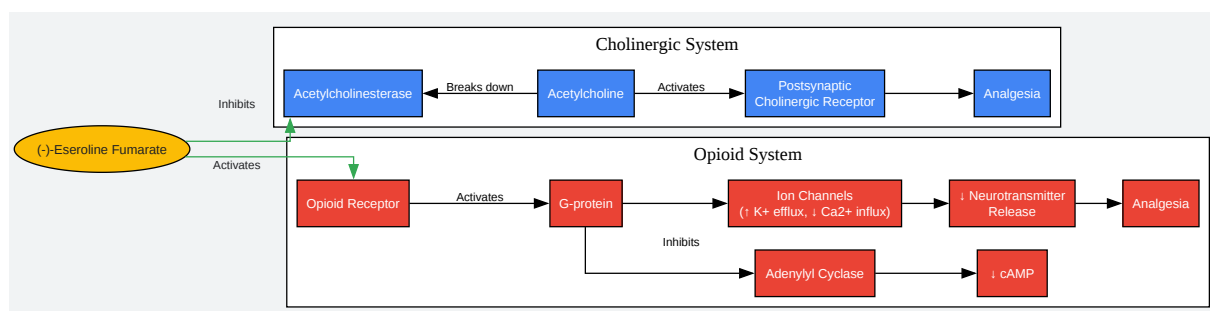 Cholinergic System
Acetylcholinesterase
Breaks down
Acetylcholine
Activates
Postsynaptic
Cholinergic Receptor
Analgesia
Inhibits
(-)-Eseroline Fumarate
Activates
Opioid System
Opioid Receptor
Activates
G-protein
Ion Channels
(↑ K+ efflux, ↓ Ca2+ influx)
↓ Neurotransmitter
Release
Analgesia
Inhibits
Adenylyl Cyclase
↓ cAMP